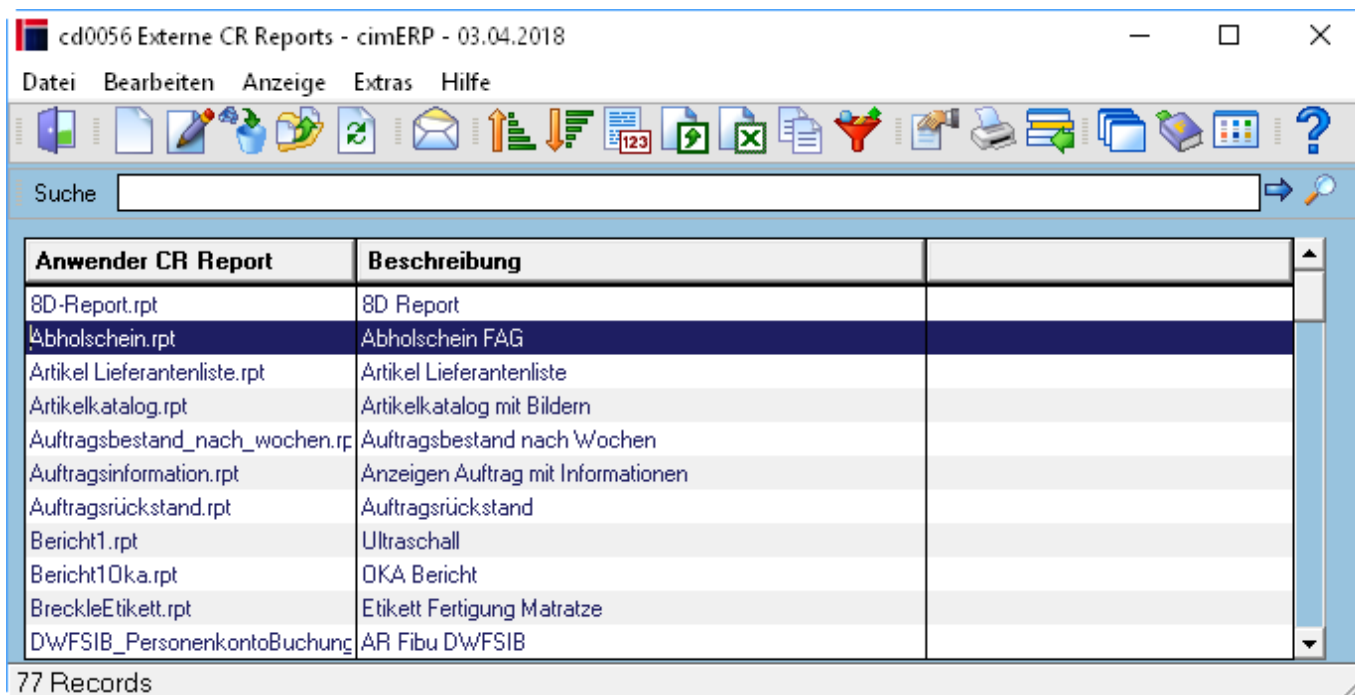 cd0056 Externe CR Reports - cimERP - 03.04.2018
Datei Bearbeiten Anzeige Extras Hilfe
123
Suche
Anwender CR Report Beschreibung
8D-Report.rpt 8D Report
Abholschein.rpt Abholschein FAG
Artikel Lieferantenliste.rpt Artikel Lieferantenliste
Artikelkatalog.rpt Artikelkatalog mit Bildern
Auftragsbestand_nach_wochen.rp Auftragsbestand nach Wochen
Auftragsinformation.rpt Anzeigen Auftrag mit Informationen
Auftragsrückstand.rpt Auftragsrückstand
Bericht1.rpt Ultraschall
Bericht1Oka.rpt OKA Bericht
BreckleEtikett.rpt Etikett Fertigung Matratze
DWFSIB_PersonenkontoBuchung AR Fibu DWFSIB
77 Records